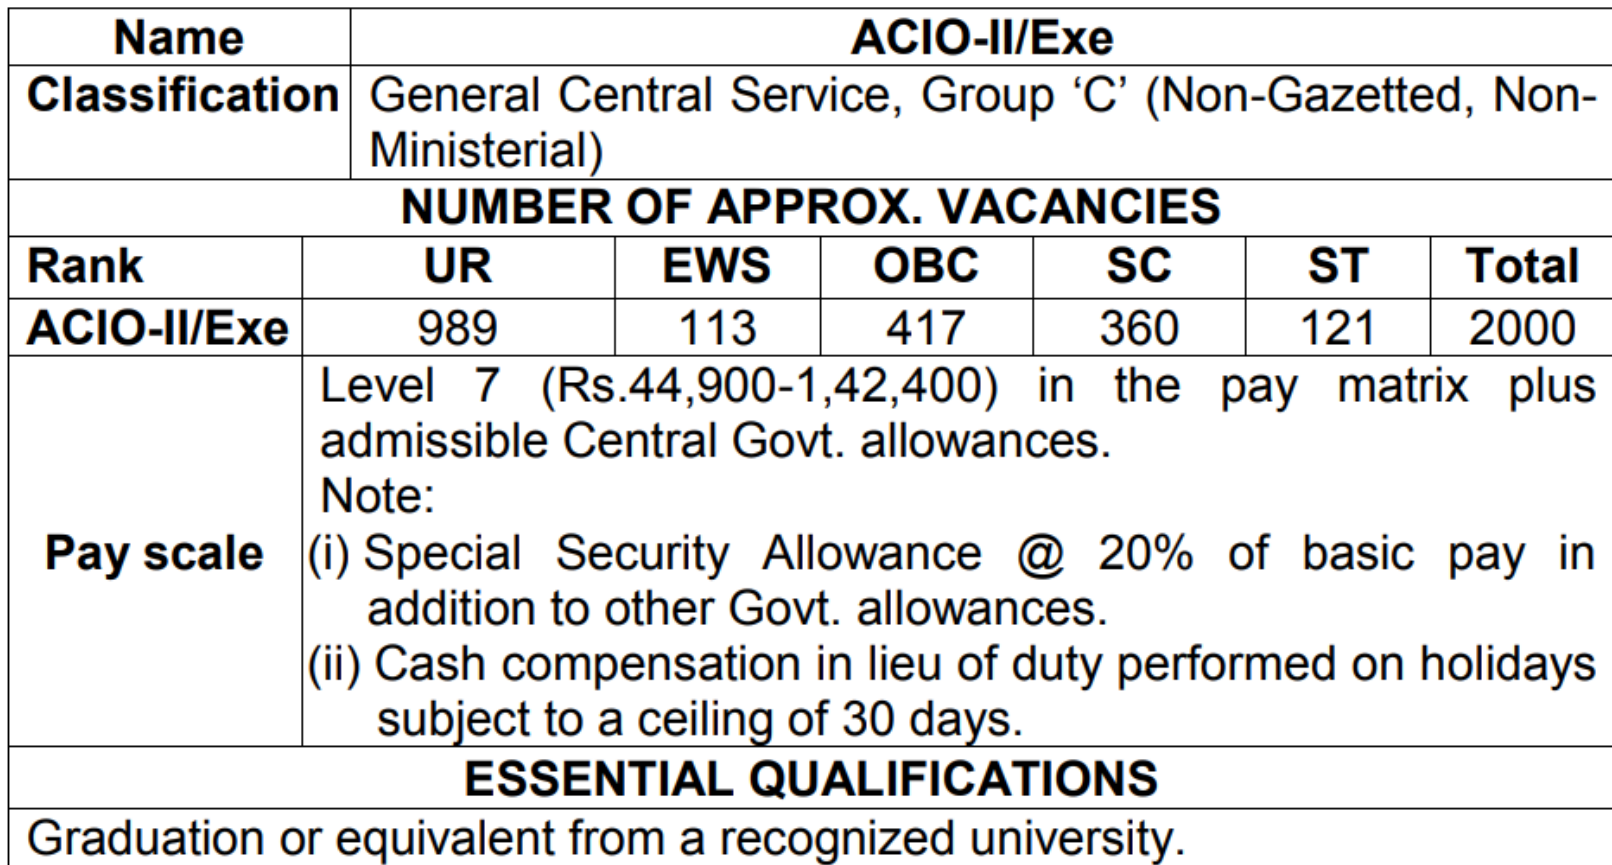 Name ACIO-II/Exe
Classification General Central Service, Group ‘C’ (Non-Gazetted, Non-
Ministerial)
NUMBER OF APPROX. VACANCIES
Rank UR EWS OBC SC ST Total
ACIO-II/Exe 989 113 417 360 121 2000
Pay scale
Level 7 (Rs.44,900-1,42,400) in the pay matrix plus
admissible Central Govt. allowances.
Note:
(i) Special Security Allowance @ 20% of basic pay in
addition to other Govt. allowances.
(ii) Cash compensation in lieu of duty performed on holidays
subject to a ceiling of 30 days.
ESSENTIAL QUALIFICATIONS
Graduation or equivalent from a recognized university.